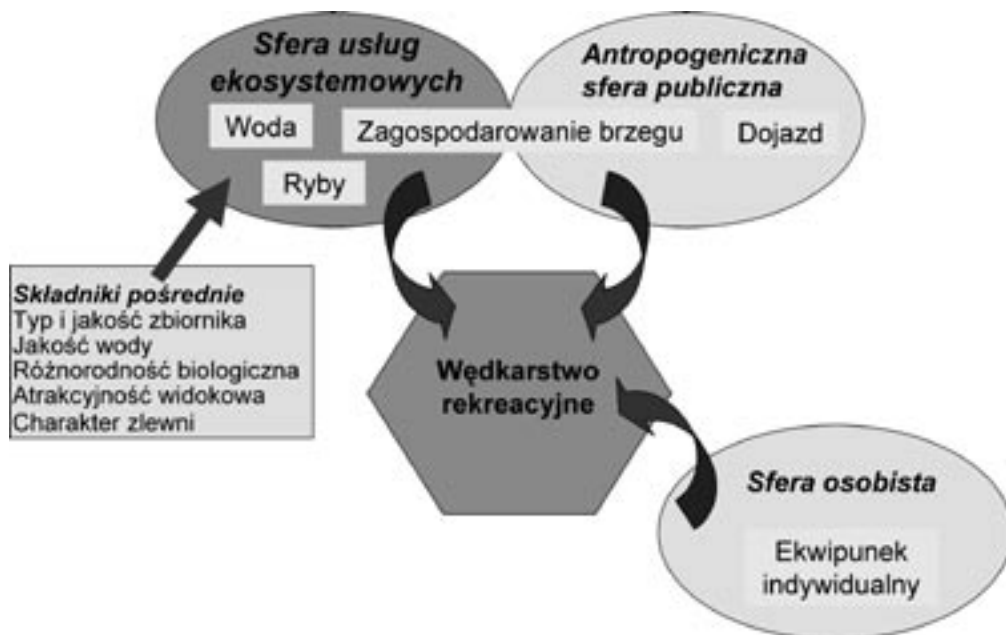 Sfera usług
ekosystemowych
Woda
Ryby
Zagospodarowanie brzegu
Antropogeniczna
sfera publiczna
Dojazd
Składniki pośrednie
Typ i jakość zbiornika
Jakość wody
Różnorodność biologiczna
Atrakcyjność widokowa
Charakter zlewni
Wędkarstwo
rekreacyjne
Sfera osobista
Ekwipunek
indywidualny